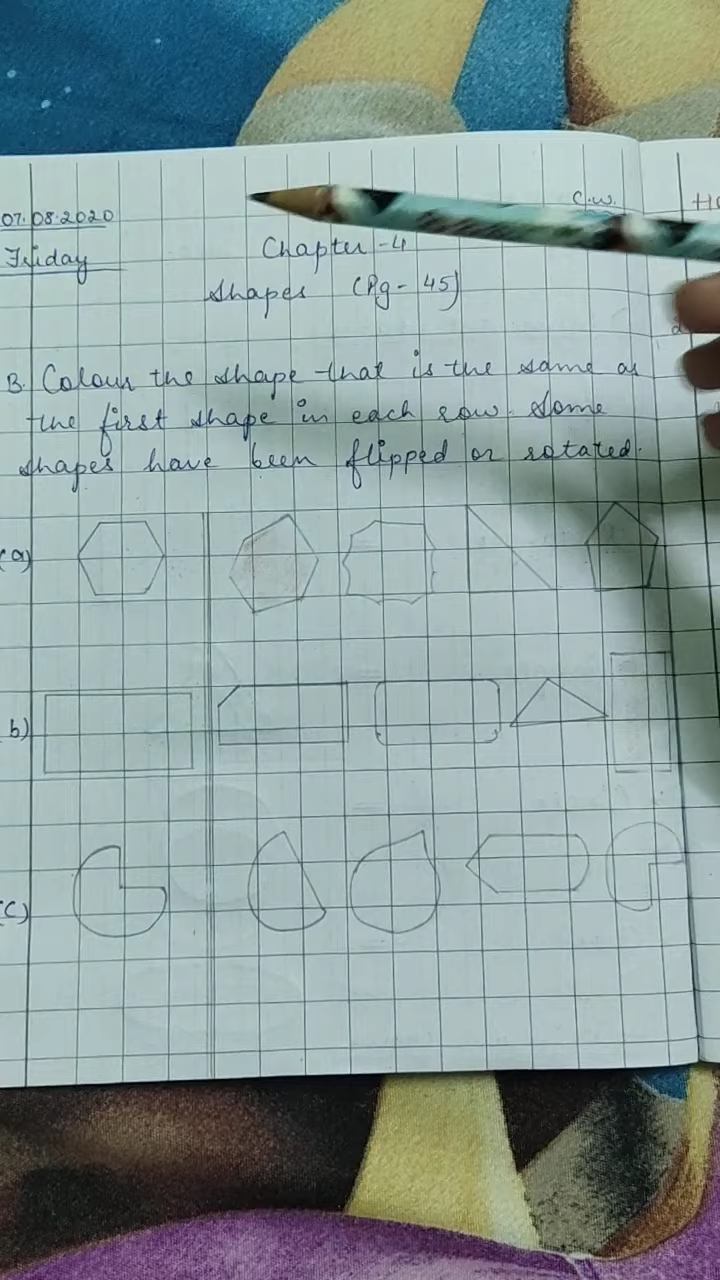 C.W.
07.08.2020
Friday
Chapter-4
Shapes (Pg-45)
B. Colour the shape that is the same as
the first shape in each row. Some
shapes have been flipped or rotated.
(a)
b)
(C)